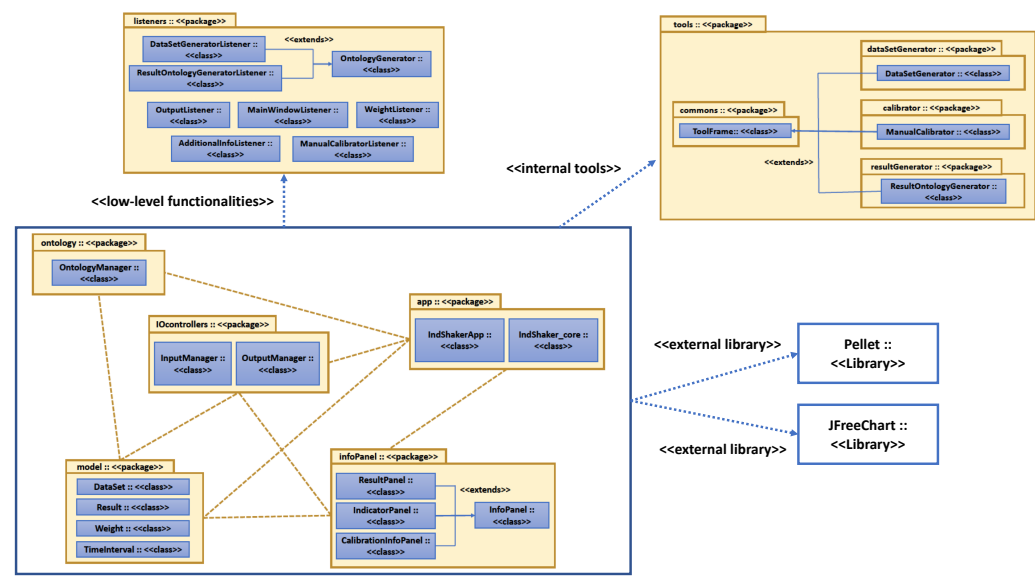 listeners :: <<package>>
DataSetGeneratorListener ::
<<class>>
<<extends>>
OntologyGenerator ::
<<class>>
ResultOntologyGeneratorListener ::
<<class>>
OutputListener ::
<<class>>
MainWindowListener ::
<<class>>
WeightListener ::
<<class>>
AdditionalInfoListener ::
<<class>>
ManualCalibratorListener ::
<<class>>
tools :: <<package>>
dataSetGenerator :: <<package>>
DataSetGenerator :: <<class>>
commons :: <<package>>
ToolFrame:: <<class>>
calibrator :: <<package>>
ManualCalibrator :: <<class>>
<<extends>>
resultGenerator :: <<package>>
ResultOntologyGenerator ::
<<class>>
<<low-level functionalities>>
<<internal tools>>
ontology :: <<package>>
OntologyManager ::
<<class>>
IOcontrollers :: <<package>>
InputManager ::
<<class>>
OutputManager ::
<<class>>
app :: <<package>>
IndShakerApp ::
<<class>>
IndShaker_core ::
<<class>>
model :: <<package>>
DataSet :: <<class>>
Result :: <<class>>
Weight :: <<class>>
TimeInterval :: <<class>>
infoPanel :: <<package>>
ResultPanel ::
<<class>>
<<extends>>
IndicatorPanel ::
<<class>>
InfoPanel ::
<<class>>
CalibrationInfoPanel ::
<<class>>
<<external library>>
Pellet ::
<<Library>>
JFreeChart ::
<<Library>>
<<external library>>